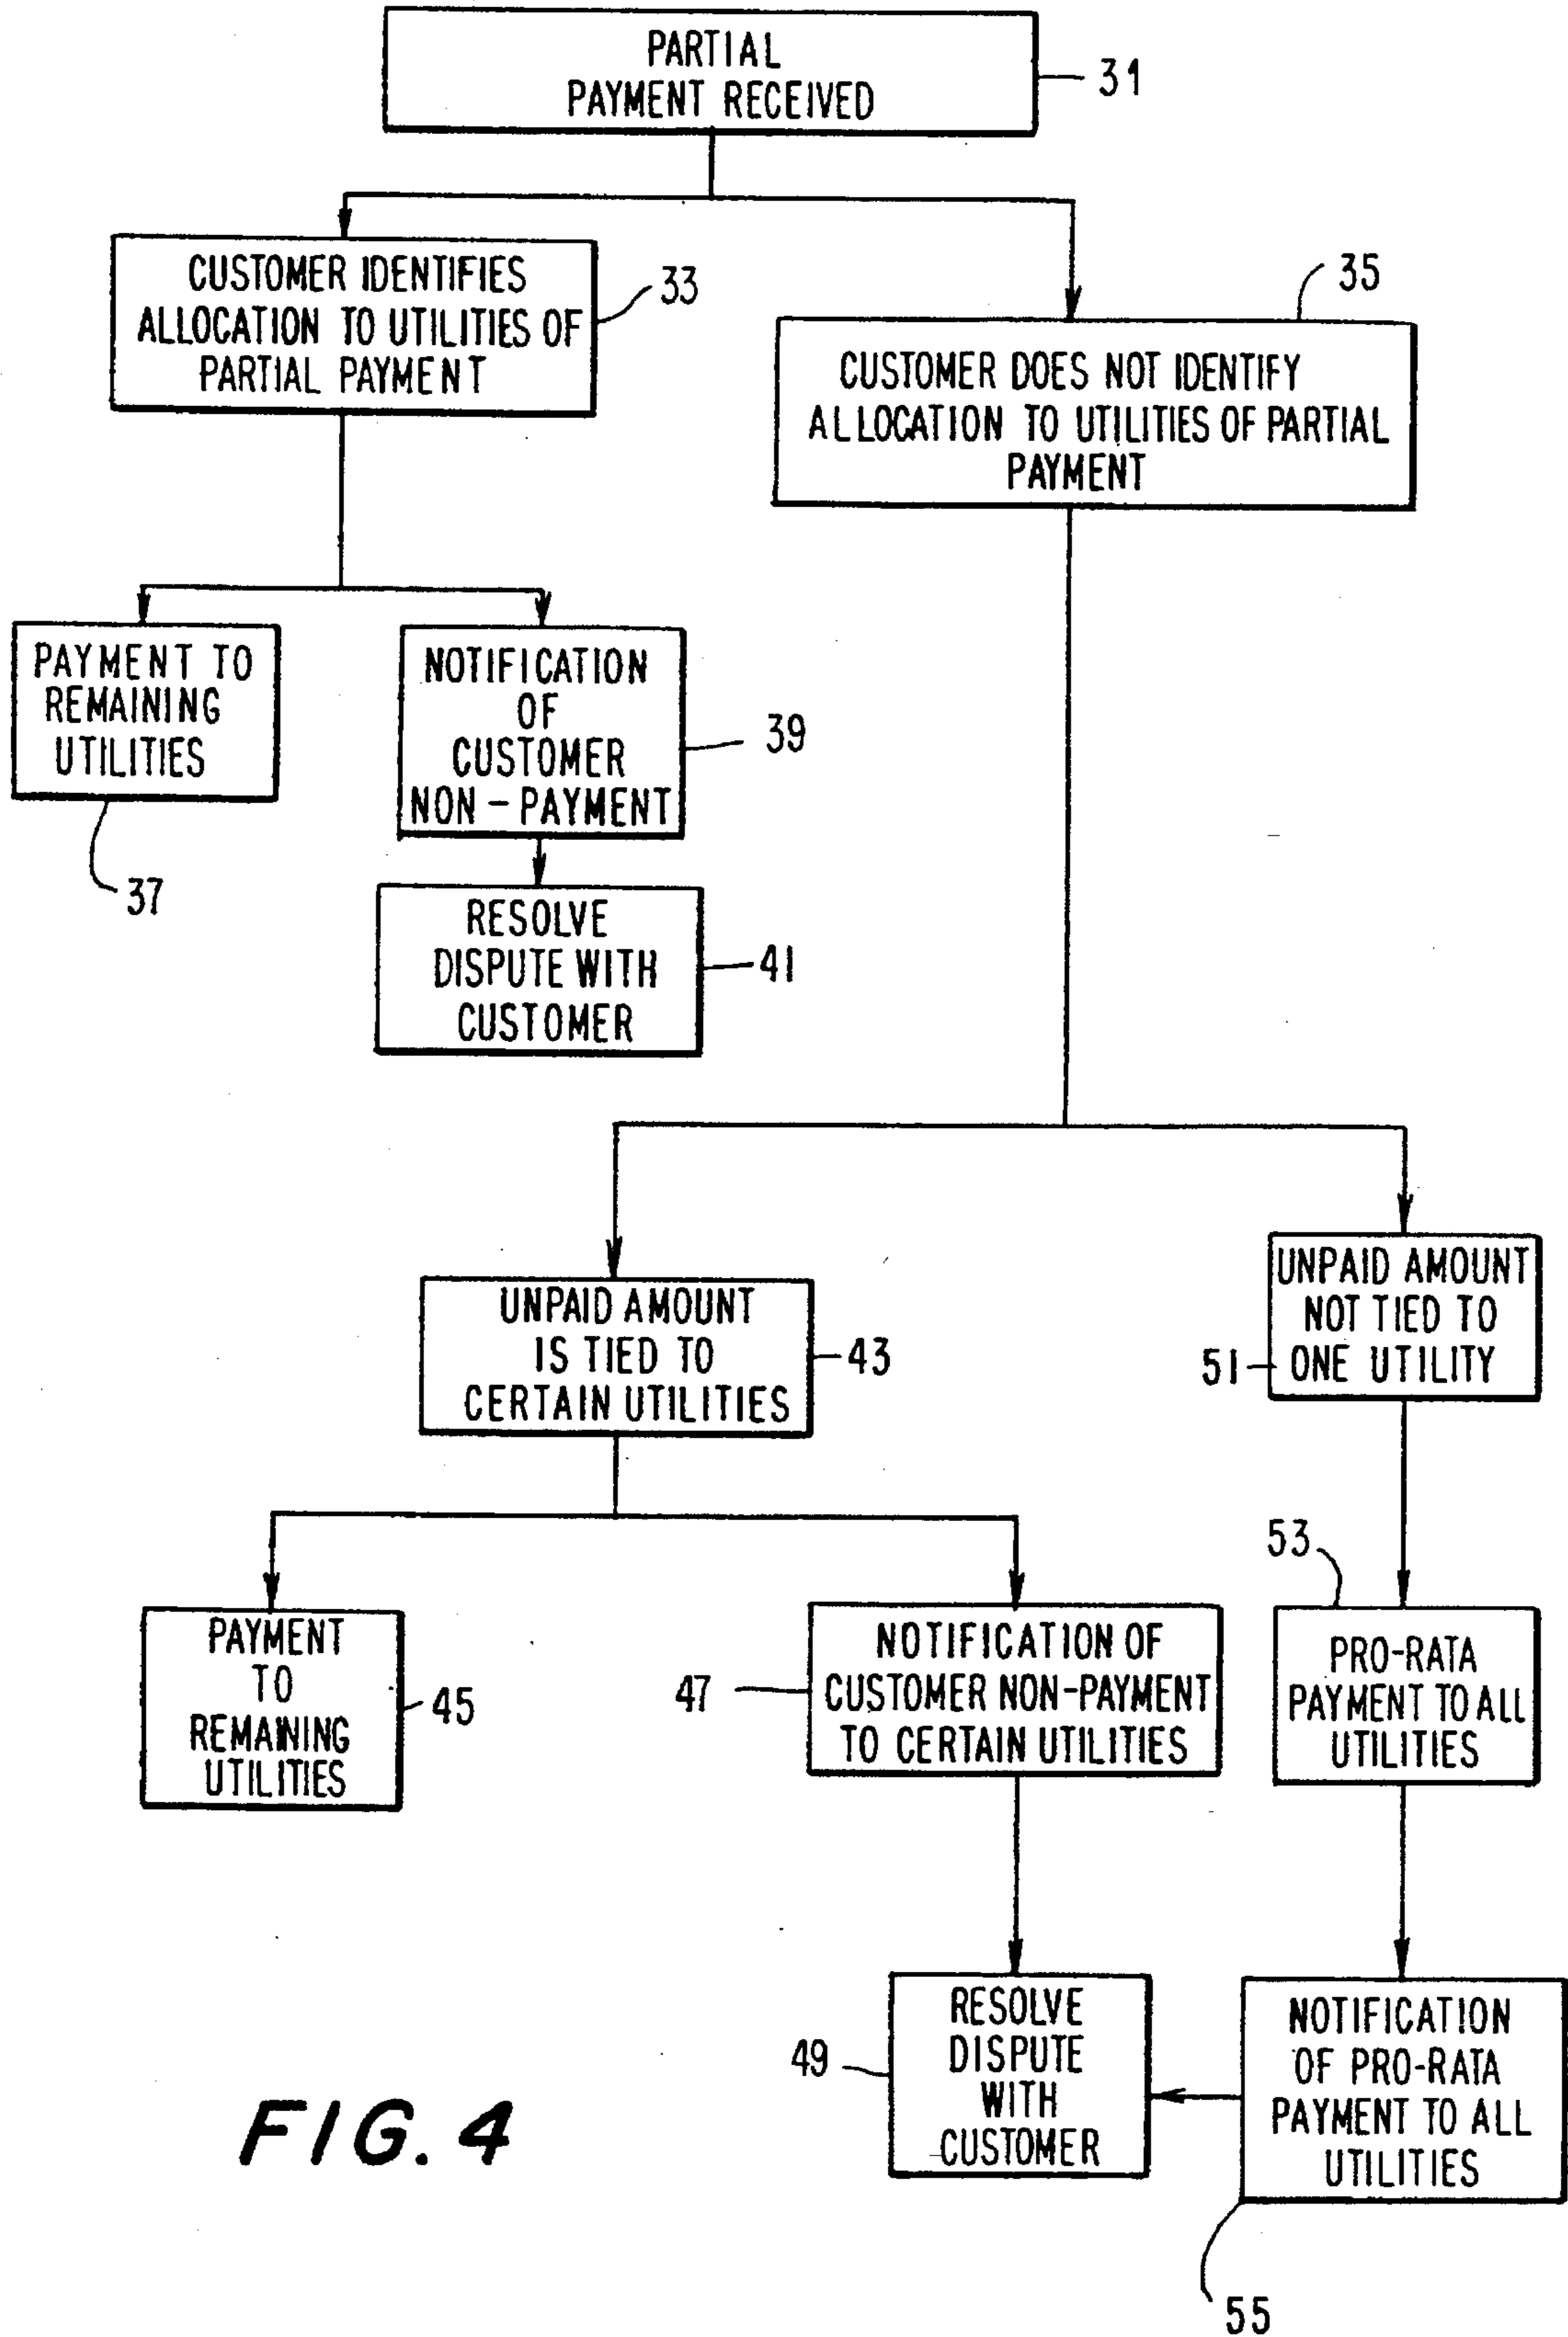 PARTIAL
PAYMENT RECEIVED
31
CUSTOMER IDENTIFIES
ALLOCATION TO UTILITIES OF
PARTIAL PAYMENT
33
35
CUSTOMER DOES NOT IDENTIFY
ALLOCATION TO UTILITIES OF PARTIAL
PAYMENT
PAYMENT TO
REMAINING
UTILITIES
37
NOTIFICATION
OF
CUSTOMER
NON-PAYMENT
39
RESOLVE
DISPUTE WITH
CUSTOMER
41
UNPAID AMOUNT
IS TIED TO
CERTAIN UTILITIES
43
UNPAID AMOUNT
NOT TIED TO
ONE UTILITY
51
PAYMENT
TO
REMAINING
UTILITIES
45
47
NOTIFICATION OF
CUSTOMER NON-PAYMENT
TO CERTAIN UTILITIES
53
PRO-RATA
PAYMENT TO ALL
UTILITIES
49
RESOLVE
DISPUTE
WITH
CUSTOMER
NOTIFICATION
OF PRO-RATA
PAYMENT TO ALL
UTILITIES
55
FIG. 4